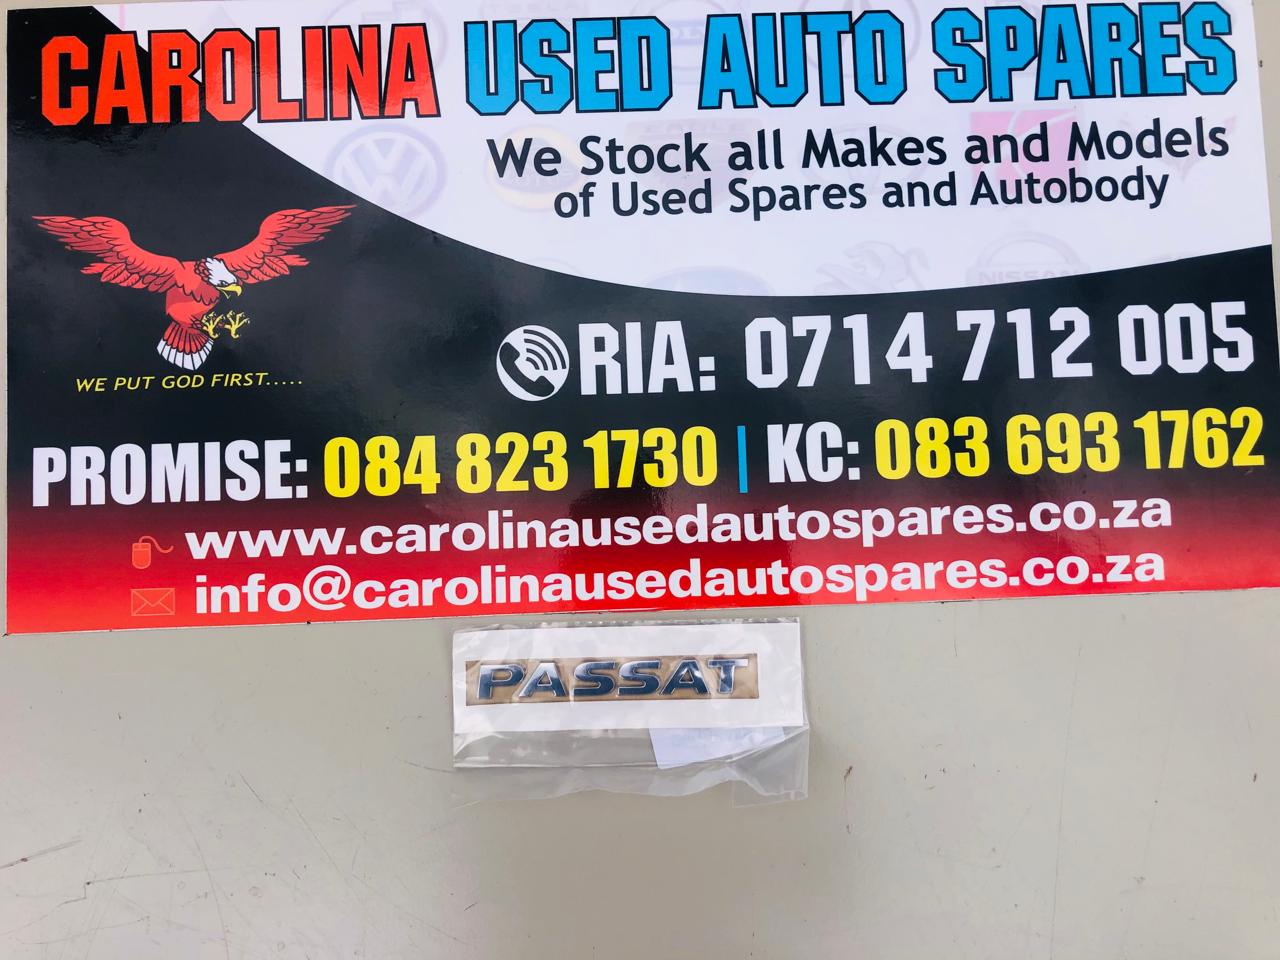 CAROLINA USED AUTO SPARES
We Stock all Makes and Models
of Used Spares and Autobody
NISSAN
WE PUT GOD FIRST.....
RIA: 0714 712 005
PROMISE: 084 823 1730 | KC: 083 693 1762
www.carolinausedautospares.co.za
info@carolinausedautospares.co.za
PASSAT